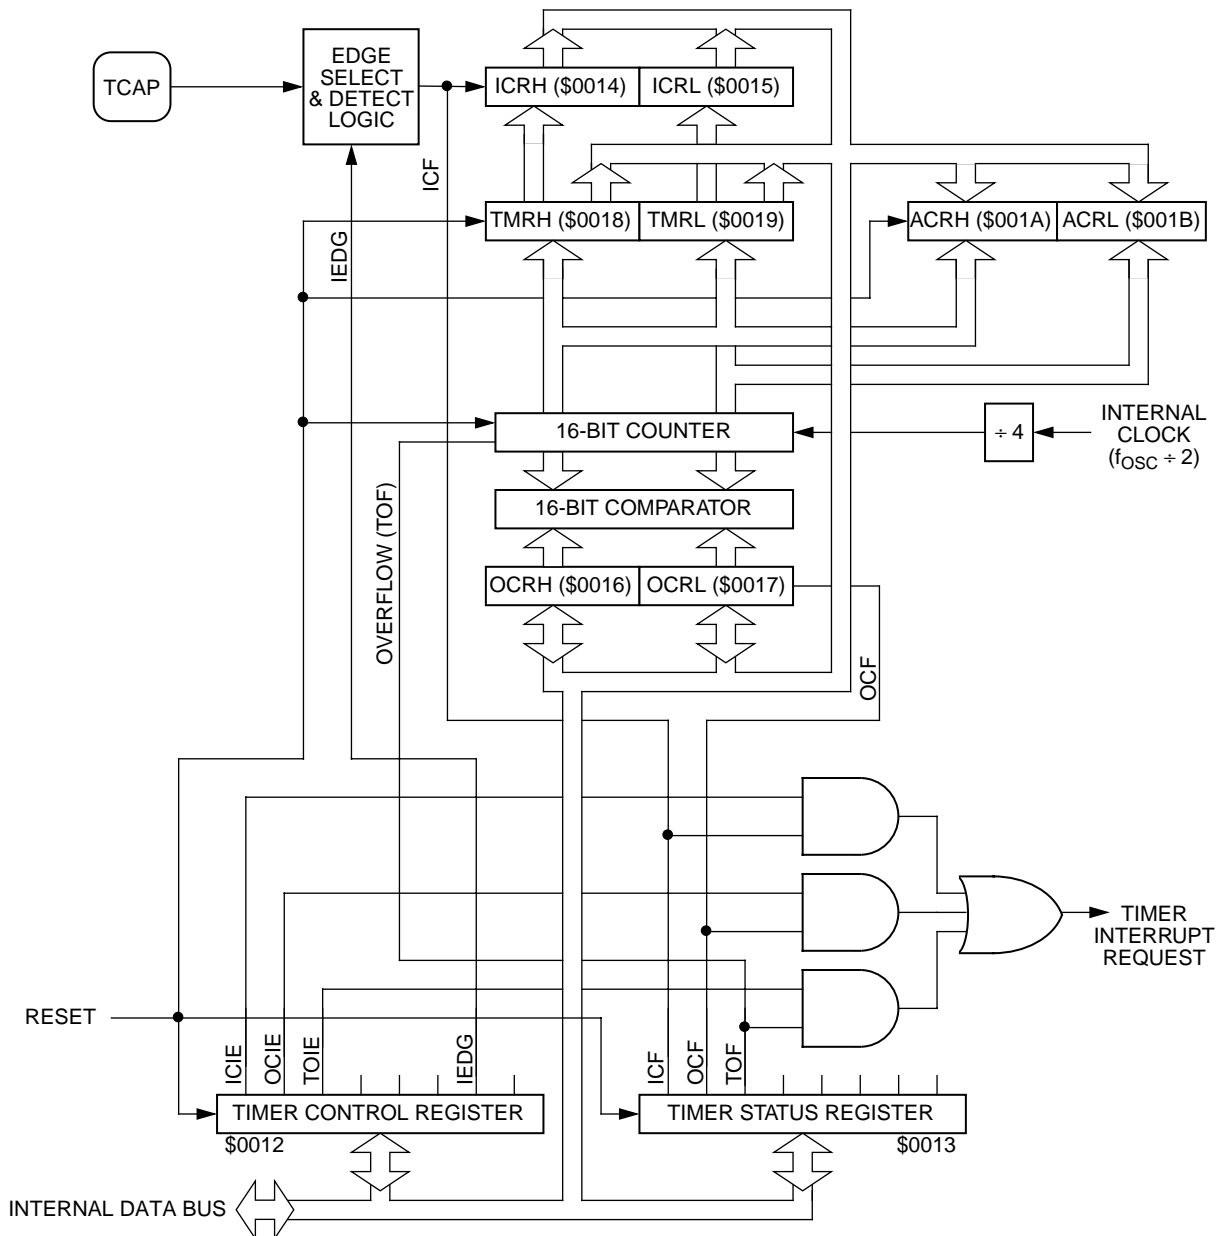 TCAP
EDGE
SELECT
& DETECT
LOGIC
ICRH ($0014)
ICRL ($0015)
ICF
TMRH ($0018)
TMRL ($0019)
ACRH ($001A)
ACRL ($001B)
IEDG
16-BIT COUNTER
÷ 4
INTERNAL
CLOCK
(fOSC ÷ 2)
OVERFLOW (TOF)
16-BIT COMPARATOR
OCRH ($0016)
OCRL ($0017)
OCF
TIMER
INTERRUPT
REQUEST
RESET
ICIE
OCIE
TOIE
IEDG
ICF
OCF
TOF
TIMER CONTROL REGISTER
$0012
TIMER STATUS REGISTER
$0013
INTERNAL DATA BUS